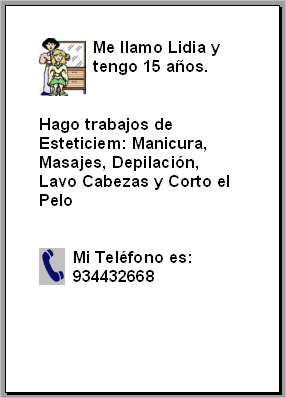 Me llamo Lidia y
tengo 15 años.
Hago trabajos de
Esteticiem: Manicura,
Masajes, Depilación,
Lavo Cabezas y Corto el
Pelo
Mi Teléfono es:
934432668